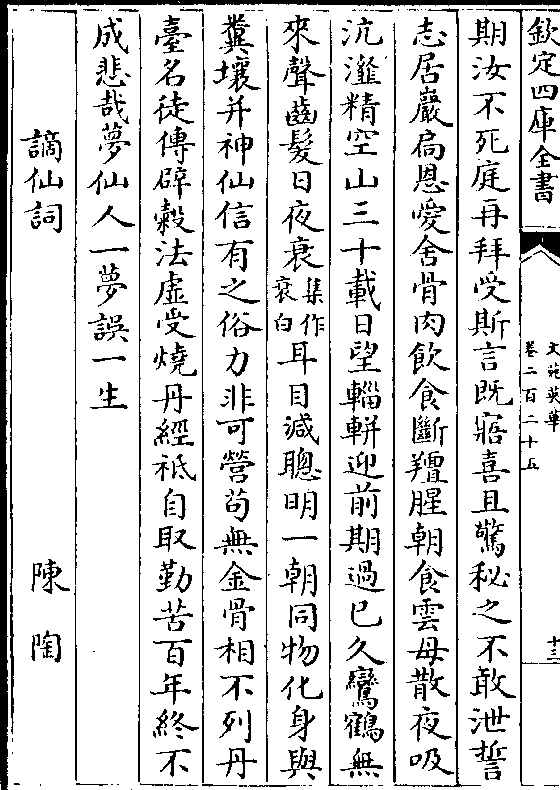 欽定四庫全書
文苑英華
卷二百二十五
十三
期汝不死庭再拜受斯言既寤喜且驚秘之不敢泄誓
志居巖扃恩愛舍骨肉飲食斷羶腥朝食雲母散夜吸
沆瀣精空山三十載日望輜軿迎前期過已久鸞鶴無
來聲齒髮日夜衰集作衰白耳目減聰明一朝同物化身與
糞壤并神仙信有之俗力非可營茍無金骨相不列丹
臺名徒傳辟榖法虛受燒丹經祗自取勤苦百年終不
成悲哉夢仙人一夢誤一生
謫仙詞 陳陶